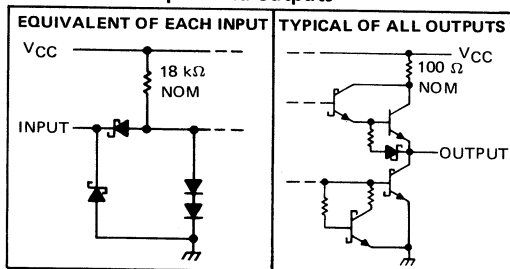 EQUIVALENT OF EACH INPUT
VCC
18 kΩ
NOM
INPUT
TYPICAL OF ALL OUTPUTS
VCC
100 Ω
NOM
OUTPUT